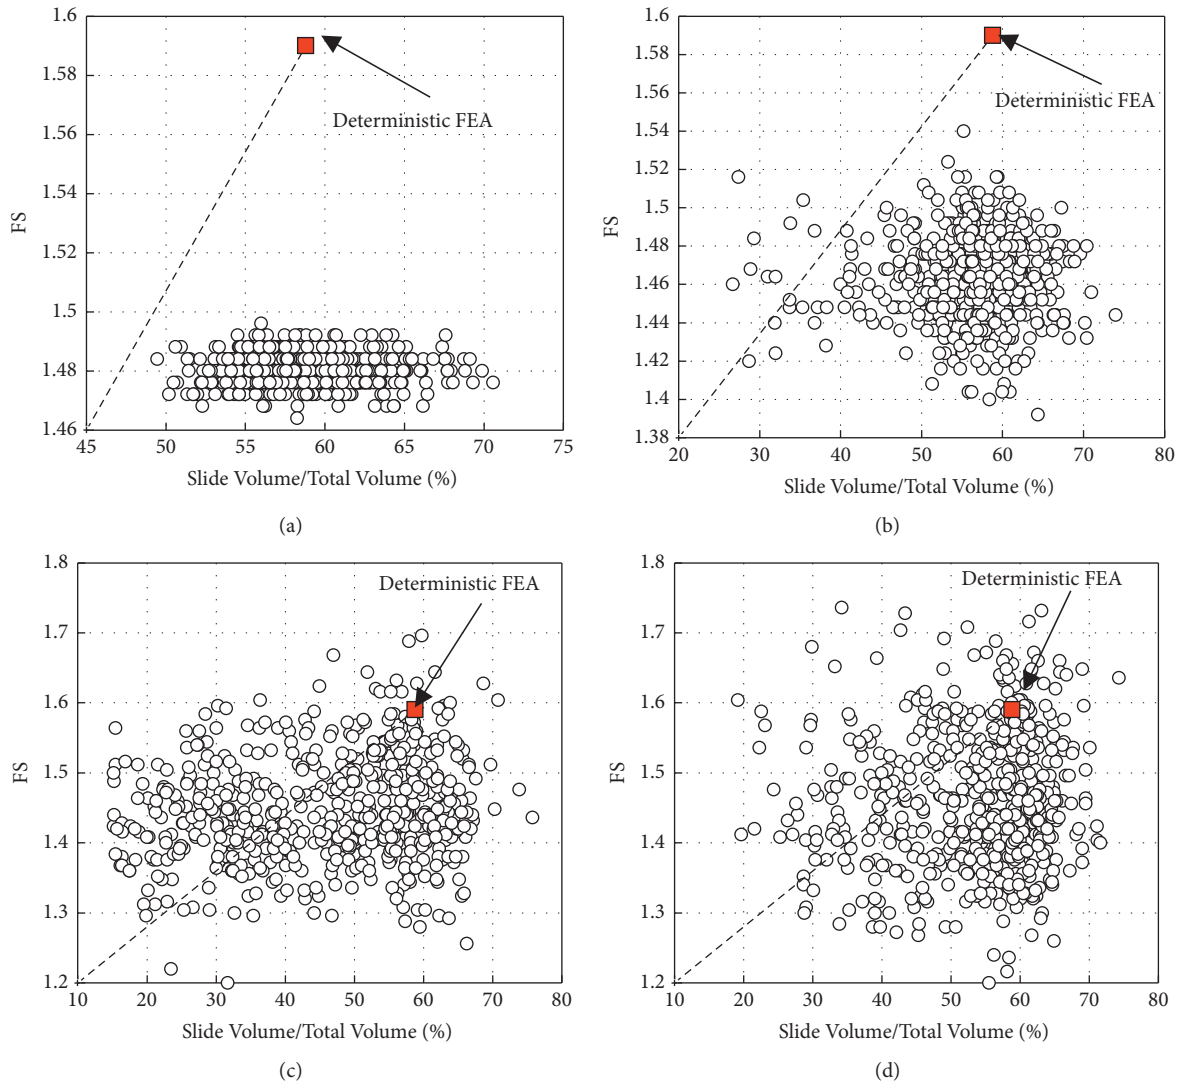 1.6
1.58
1.56
1.54
1.52
1.5
1.48
1.46
FS
Deterministic FEA
45 50 55 60 65 70 75
Slide Volume/Total Volume (%)
(a)
1.6
1.58
1.56
1.54
1.52
1.5
1.48
1.46
1.44
1.42
1.4
1.38
FS
Deterministic FEA
20 30 40 50 60 70 80
Slide Volume/Total Volume (%)
(b)
1.8
1.7
1.6
1.5
1.4
1.3
1.2
FS
Deterministic FEA
10 20 30 40 50 60 70 80
Slide Volume/Total Volume (%)
(c)
1.8
1.7
1.6
1.5
1.4
1.3
1.2
FS
Deterministic FEA
10 20 30 40 50 60 70 80
Slide Volume/Total Volume (%)
(d)